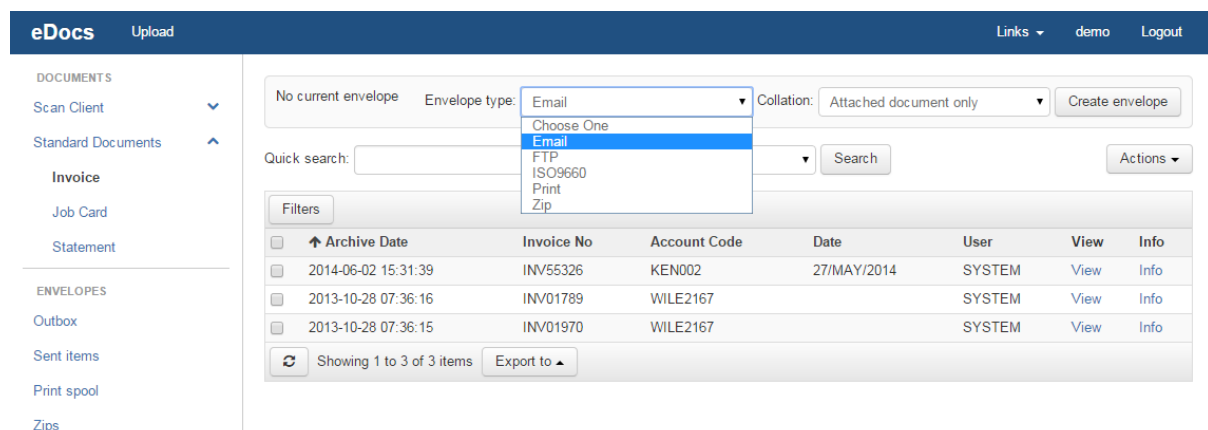 eDocs Upload Links demo Logout
DOCUMENTS
Scan Client
Standard Documents
Invoice
Job Card
Statement
ENVELOPES
Outbox
Sent items
Print spool
Zips
No current envelope Envelope type: Email Collation: Attached document only Create envelope
Choose One
Email
FTP
ISO9660
Print
Zip
Quick search: Search Actions
Filters
Archive Date Invoice No Account Code Date User View Info
2014-06-02 15:31:39 INV55326 KEN002 27/MAY/2014 SYSTEM View Info
2013-10-28 07:36:16 INV01789 WILE2167 SYSTEM View Info
2013-10-28 07:36:15 INV01970 WILE2167 SYSTEM View Info
Showing 1 to 3 of 3 items Export to